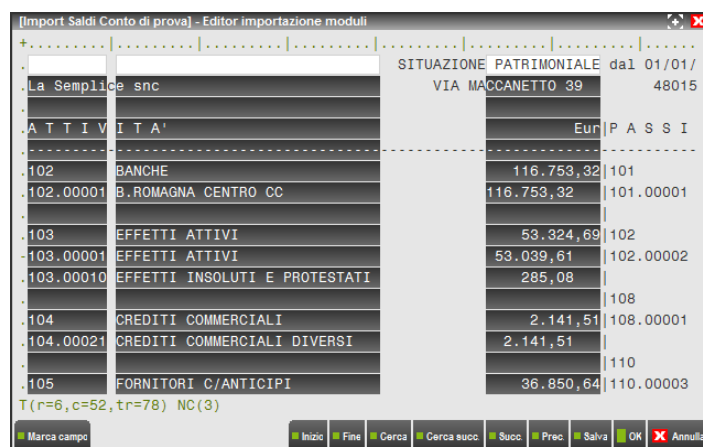 [Import Saldi Conto di prova] - Editor importazione moduli
+.........|.........|.........|.........|.........|.........|.........|......
. SITUAZIONE PATRIMONIALE dal 01/01/
.La Semplice snc VIA MACCANETTO 39 48015
.
.A T T I V I T A' Eur|P A S S I
.-----------------------------------------------------------------------------
.102 BANCHE 116.753,32|101
.102.00001 B.ROMAGNA CENTRO CC 116.753,32 |101.00001
. |
.103 EFFETTI ATTIVI 53.324,69|102
-103.00001 EFFETTI ATTIVI 53.039,61 |102.00002
.103.00010 EFFETTI INSOLUTI E PROTESTATI 285,08 |
. |108
.104 CREDITI COMMERCIALI 2.141,51|108.00001
.104.00021 CREDITI COMMERCIALI DIVERSI 2.141,51 |
. |110
.105 FORNITORI C/ANTICIPI 36.850,64|110.00003
T(r=6,c=52,tr=78) NC(3)
Marca campo Inizio Fine Cerca Cerca succ. Succ. Prec. Salva OK Annulla